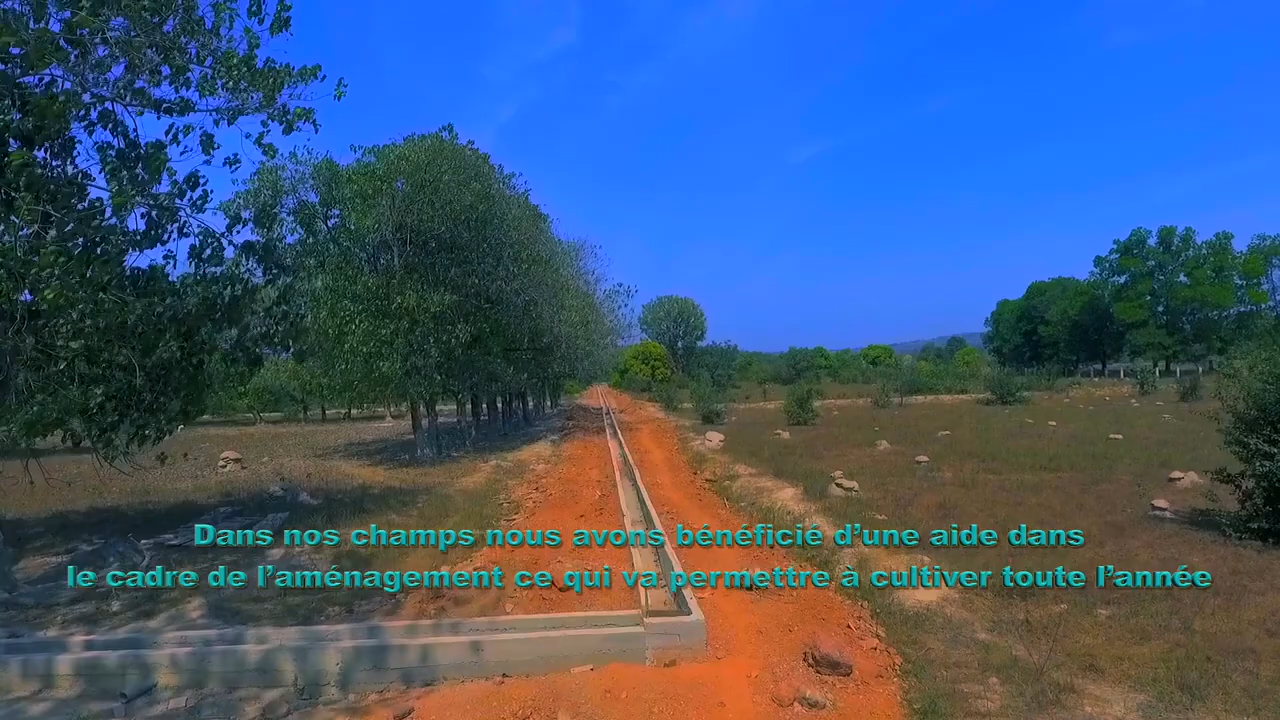 Dans nos champs nous avons bénéficié d’une aide dans
le cadre de l’aménagement ce qui va permettre à cultiver toute l’année